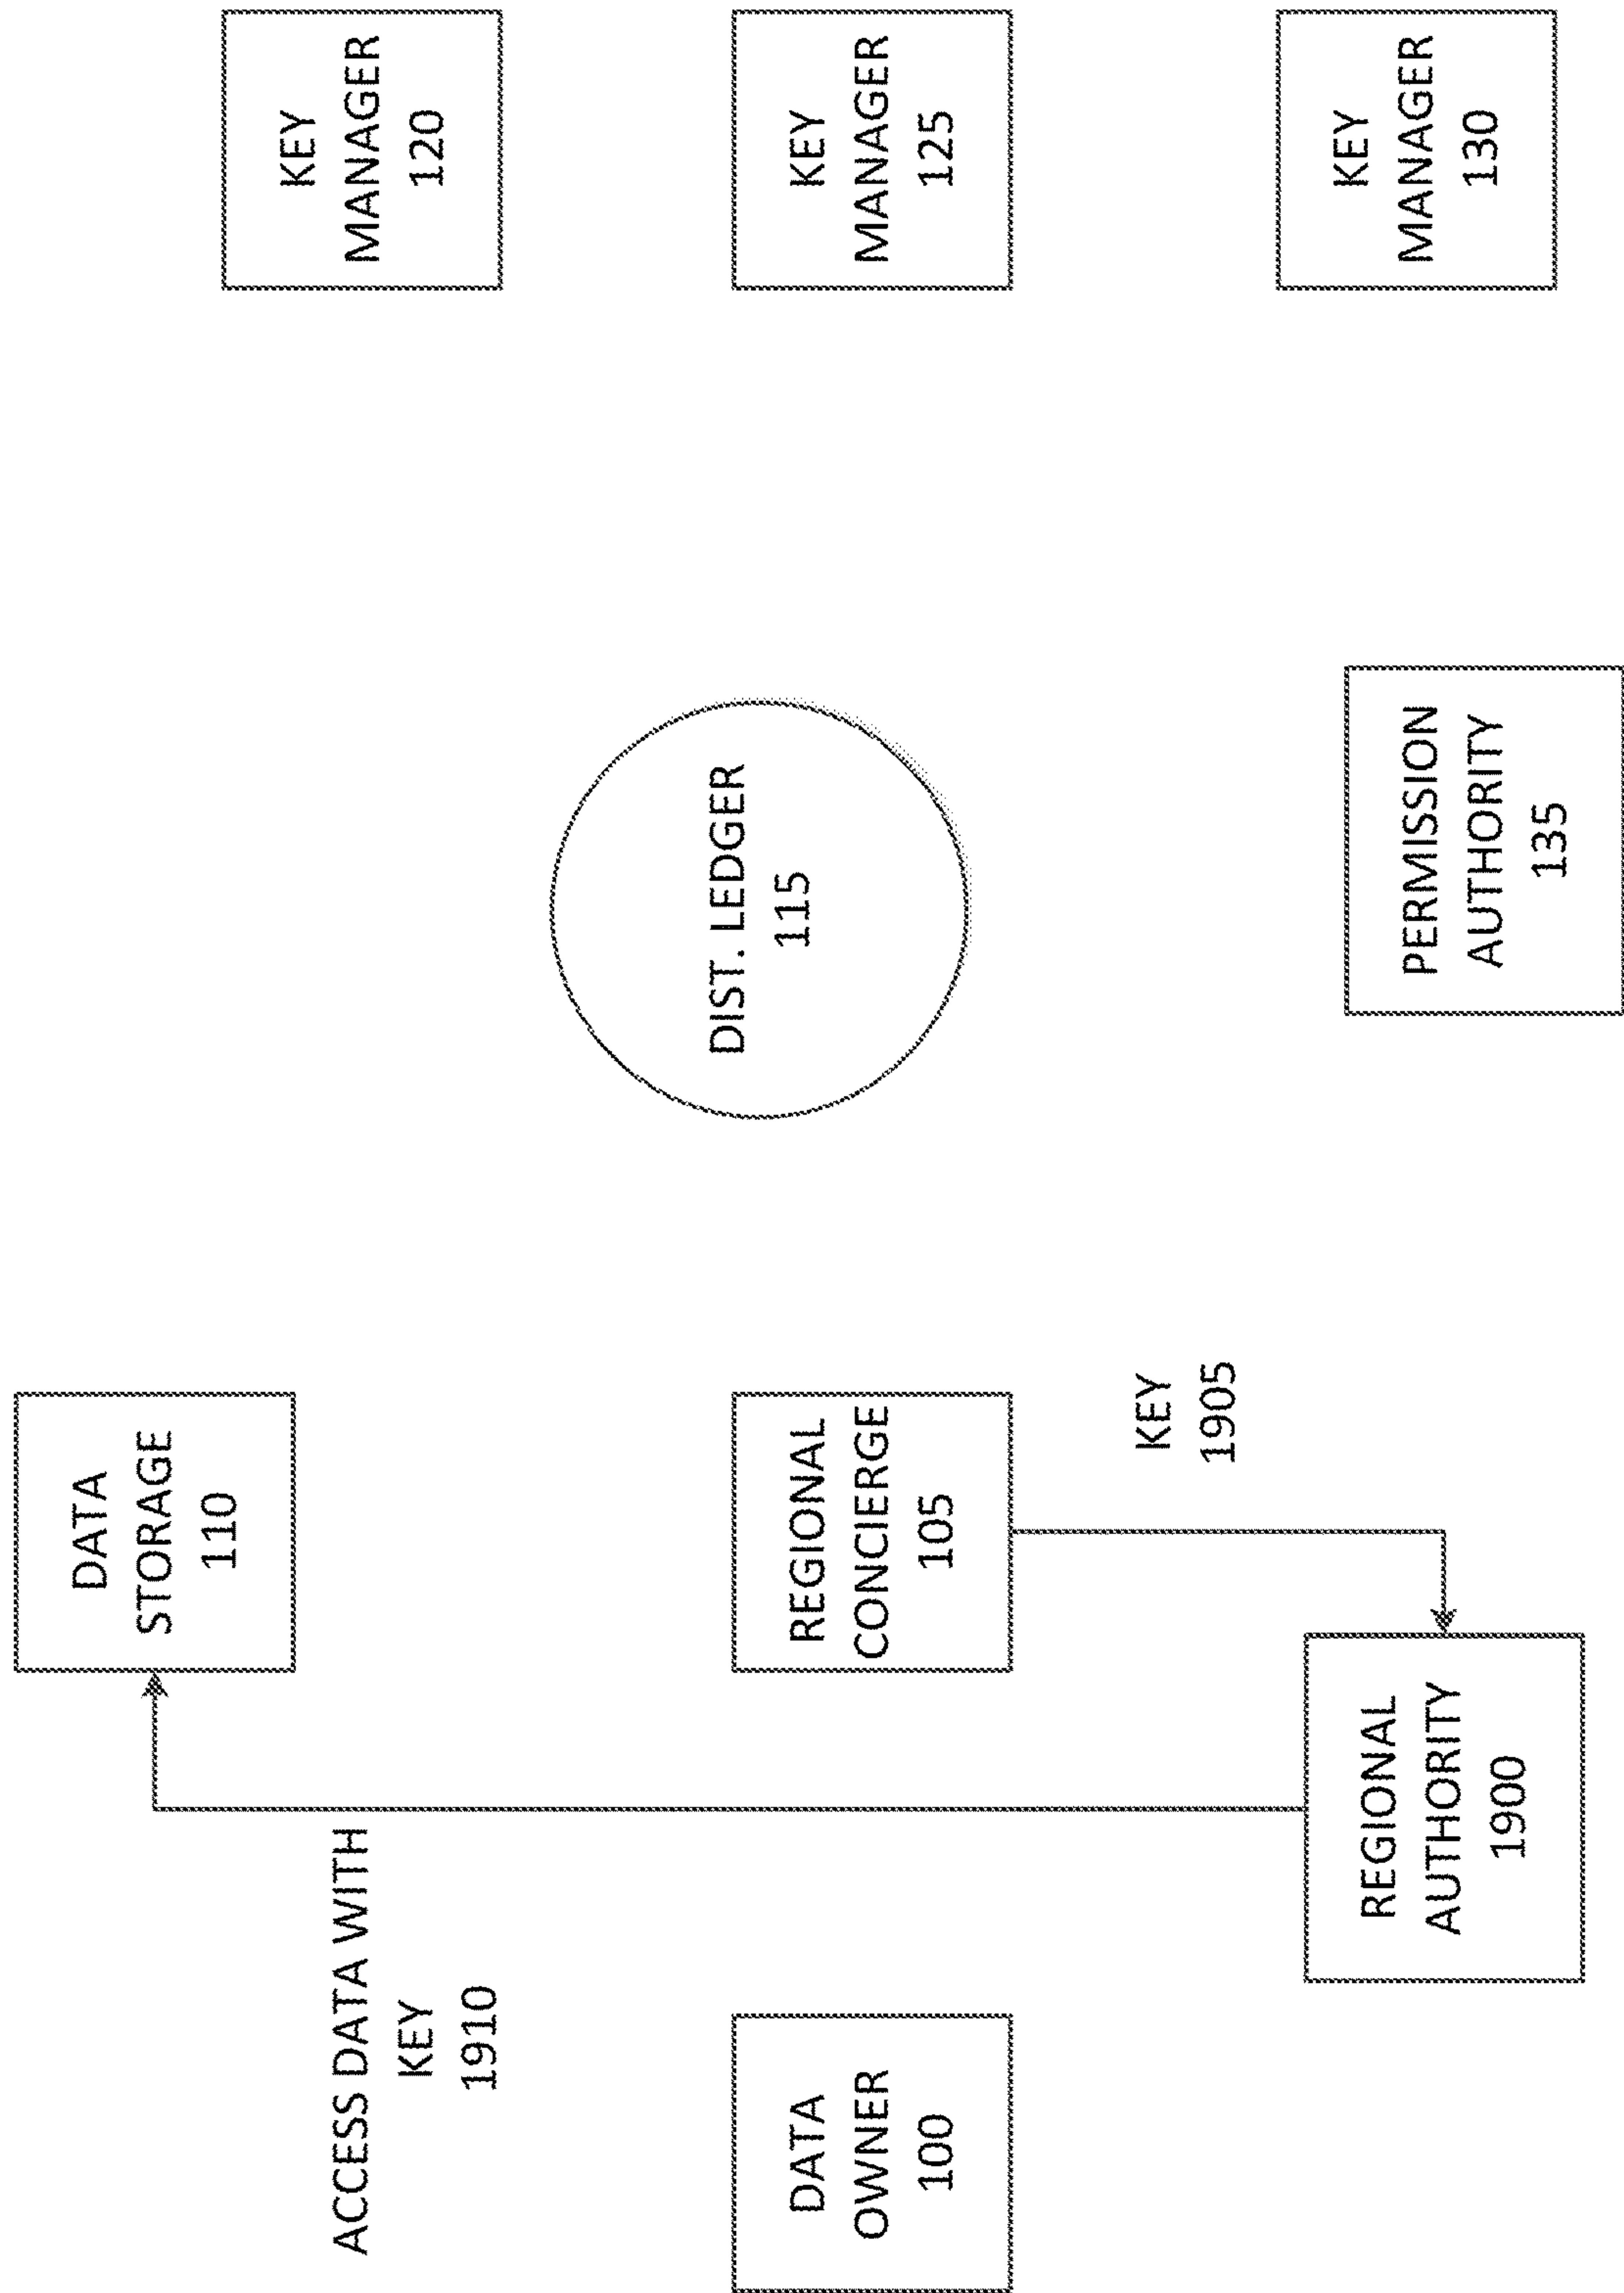 DATA
STORAGE
110
KEY
MANAGER
120
ACCESS DATA WITH
KEY
1910
DATA
OWNER
100
REGIONAL
CONCIERGE
105
DIST. LEDGER
115
KEY
MANAGER
125
KEY
1905
REGIONAL
AUTHORITY
1900
PERMISSION
AUTHORITY
135
KEY
MANAGER
130